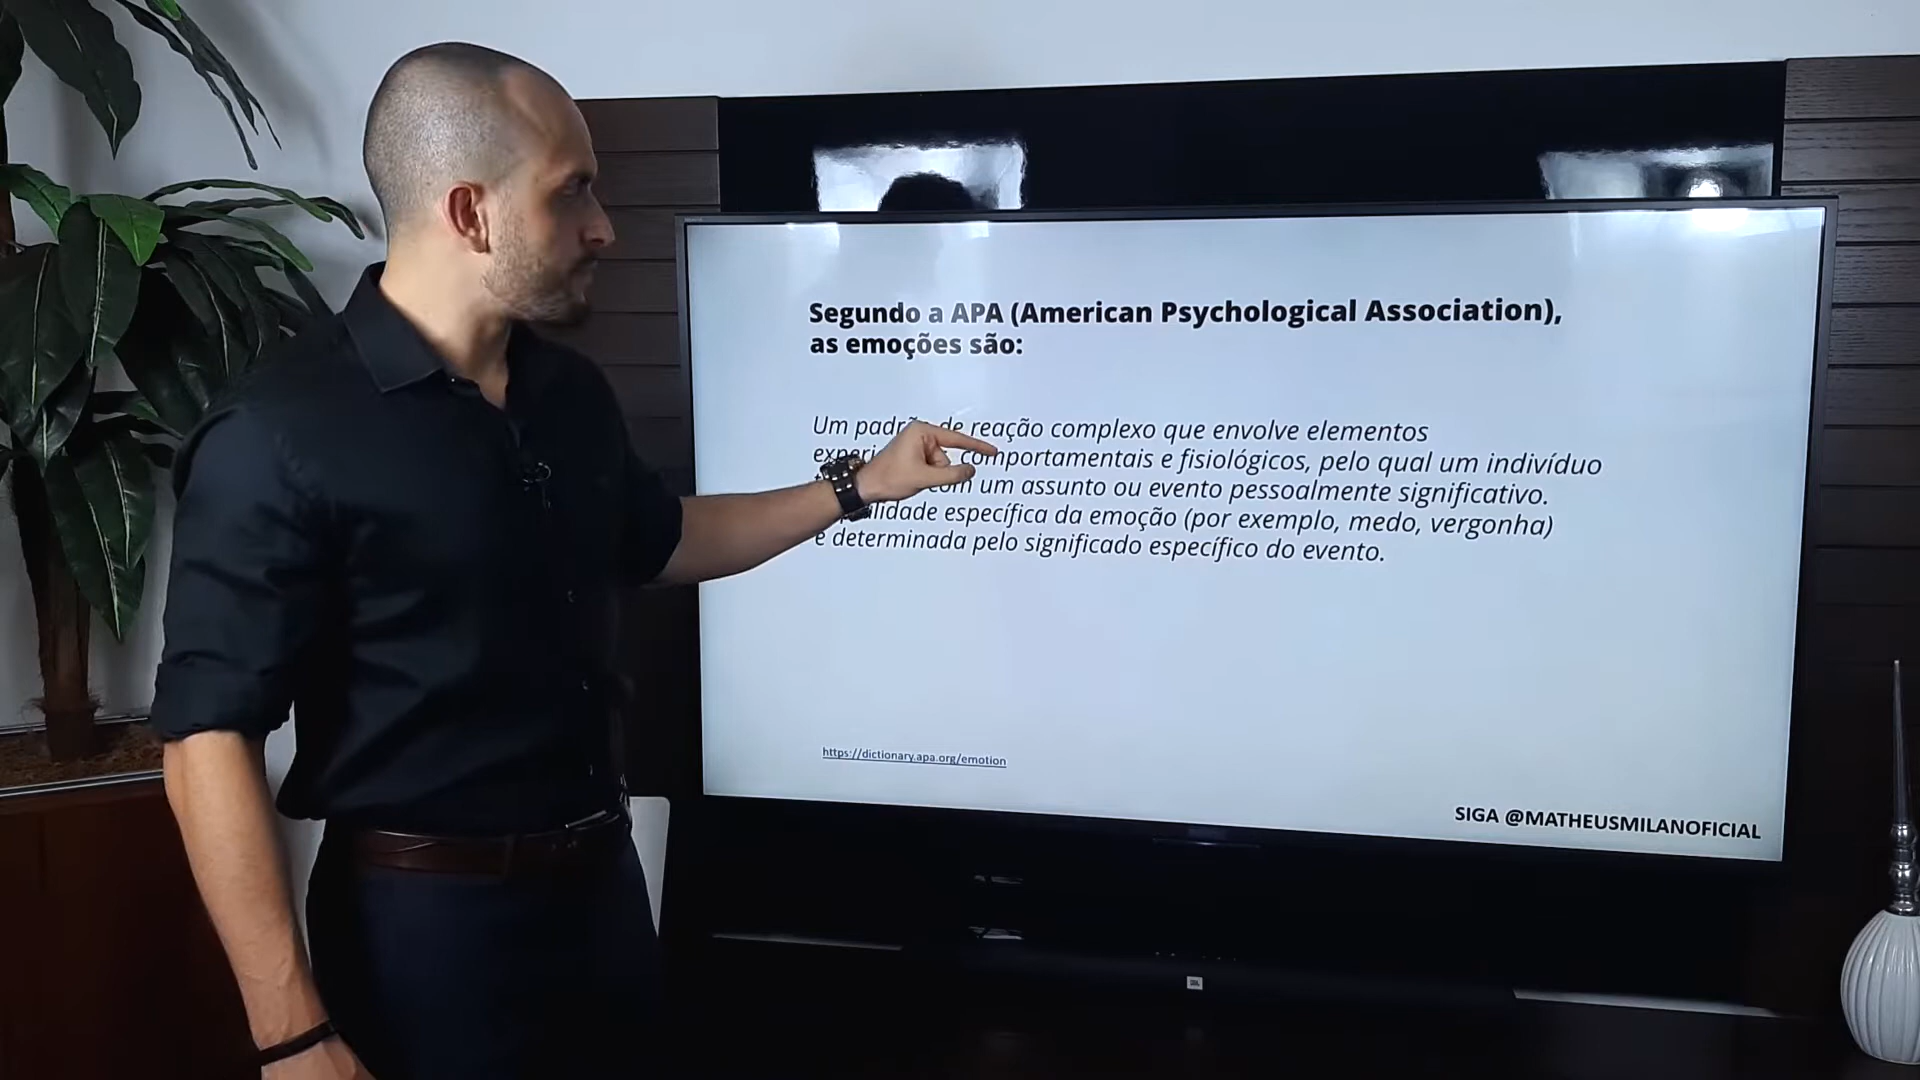 Segundo a APA (American Psychological Association),
as emoções são:
Um padrão de reação complexo que envolve elementos
comportamentais e fisiológicos, pelo qual um indivíduo
com um assunto ou evento pessoalmente significativo.
qualidade específica da emoção (por exemplo, medo, vergonha)
é determinada pelo significado específico do evento.
https://dictionary.apa.org/emotion
SIGA @MATHEUSMILANOFICIAL
JBL